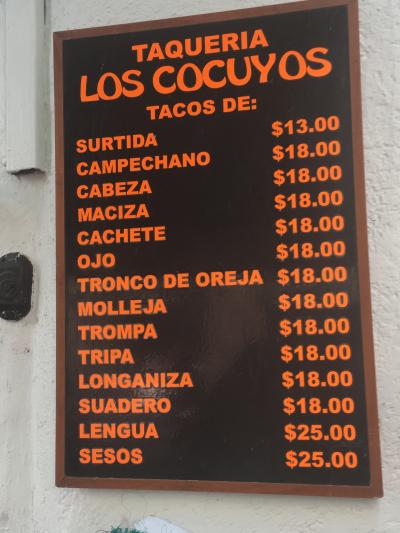 TAQUERIA
LOS COCUYOS
TACOS DE:
SURTIDA $13.00
CAMPECHANO $18.00
CABEZA $18.00
MACIZA $18.00
CACHETE $18.00
OJO $18.00
TRONCO DE OREJA $18.00
MOLLEJA $18.00
TROMPA $18.00
TRIPA $18.00
LONGANIZA $18.00
SUADERO $18.00
LENGUA $25.00
SESOS $25.00